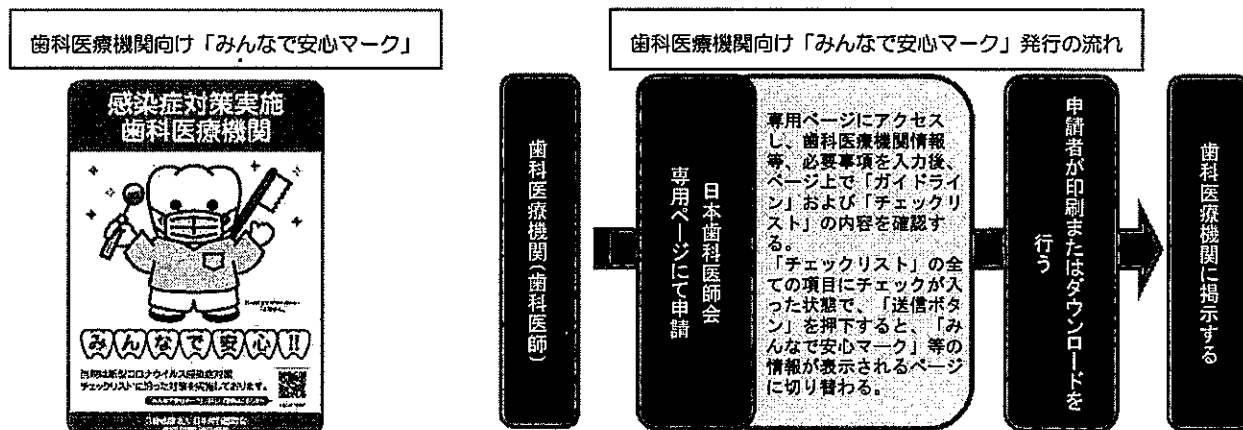 歯科医療機関向け「みんなで安心マーク」
感染症対策実施
歯科医療機関
みんなで安心!!
当院は新型コロナウイルス感染症対策
チェックリストに沿った対策を実施しております。
歯科医療機関向け「みんなで安心マーク」発行の流れ
歯科医療機関(歯科医師)
日本歯科医師会
専用ページにて申請
専用ページにアクセス
し、歯科医療機関情報
等、必要事項を入力後、
ページ上で「ガイドライ
ン」および「チェックリ
スト」の内容を確認す
る。
「チェックリスト」の全
ての項目にチェックが入
った状態で、「送信ボタ
ン」を押下すると、「み
んなで安心マーク」等の
情報が表示されるページ
に切り替わる。
申請者が印刷またはダウンロードを
行う
歯科医療機関に掲示する